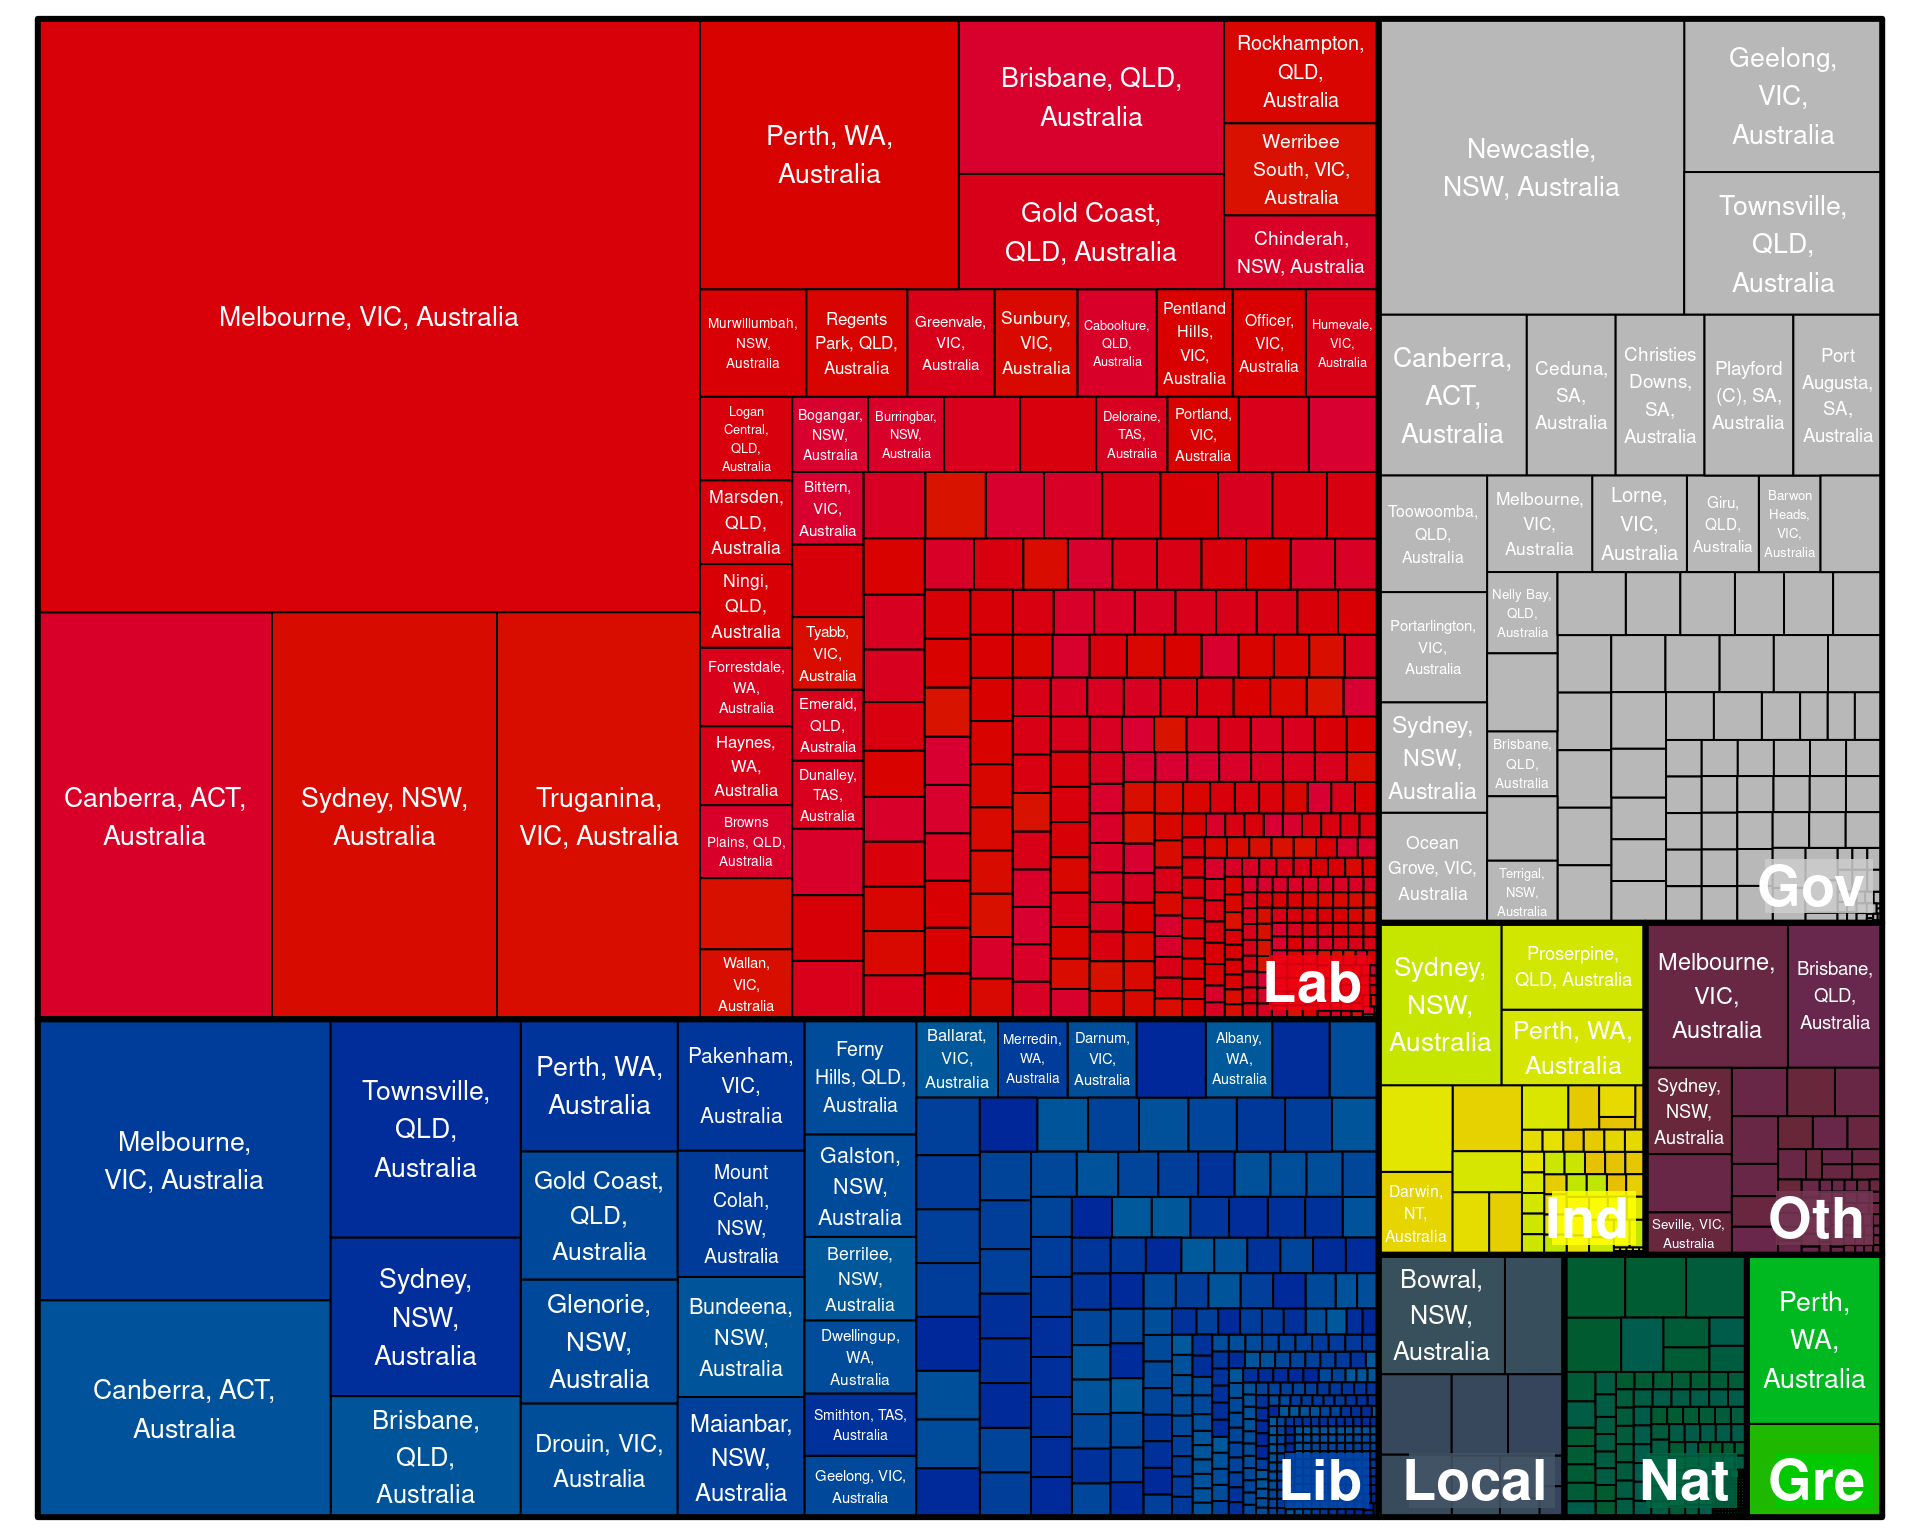 Melbourne, VIC, Australia
Canberra, ACT,
Australia
Sydney, NSW,
Australia
Truganina,
VIC, Australia
Perth, WA,
Australia
Brisbane, QLD,
Australia
Gold Coast,
QLD, Australia
Rockhampton,
QLD,
Australia
Werribee
South, VIC,
Australia
Chinderah,
NSW, Australia
Murwillumbah,
NSW,
Australia
Regents
Park, QLD,
Australia
Greenvale,
VIC,
Australia
Sunbury,
VIC,
Australia
Caboolture,
QLD,
Australia
Pentland
Hills,
VIC,
Australia
Officer,
VIC,
Australia
Humevale,
VIC,
Australia
Logan
Central,
QLD,
Australia
Marsden,
QLD,
Australia
Ningi,
QLD,
Australia
Forrestdale,
WA,
Australia
Haynes,
WA,
Australia
Browns
Plains, QLD,
Australia
Wallan,
VIC,
Australia
Bogangar,
NSW,
Australia
Burringbar,
NSW,
Australia
Deloraine,
TAS,
Australia
Portland,
VIC,
Australia
Bittern,
VIC,
Australia
Tyabb,
VIC,
Australia
Emerald,
QLD,
Australia
Dunalley,
TAS,
Australia
Lab
Newcastle,
NSW, Australia
Geelong,
VIC,
Australia
Townsville,
QLD,
Australia
Canberra,
ACT,
Australia
Ceduna,
SA,
Australia
Christies
Downs,
SA,
Australia
Playford
(C), SA,
Australia
Port
Augusta,
SA,
Australia
Toowoomba,
QLD,
Australia
Portarlington,
VIC,
Australia
Sydney,
NSW,
Australia
Ocean
Grove, VIC,
Australia
Melbourne,
VIC,
Australia
Lorne,
VIC,
Australia
Giru,
QLD,
Australia
Barwon
Heads,
VIC,
Australia
Nelly Bay,
QLD,
Australia
Brisbane,
QLD,
Australia
Terrigal,
NSW,
Australia
Gov
Sydney,
NSW,
Australia
Proserpine,
QLD, Australia
Perth, WA,
Australia
Darwin,
NT,
Australia
Ind
Melbourne,
VIC,
Australia
Brisbane,
QLD,
Australia
Sydney,
NSW,
Australia
Seville, VIC,
Australia
Oth
Melbourne,
VIC, Australia
Canberra, ACT,
Australia
Townsville,
QLD,
Australia
Sydney,
NSW,
Australia
Brisbane,
QLD,
Australia
Perth, WA,
Australia
Gold Coast,
QLD,
Australia
Glenorie,
NSW,
Australia
Drouin, VIC,
Australia
Pakenham,
VIC,
Australia
Mount
Colah,
NSW,
Australia
Bundeena,
NSW,
Australia
Maianbar,
NSW,
Australia
Ferny
Hills, QLD,
Australia
Galston,
NSW,
Australia
Berrilee,
NSW,
Australia
Dwellingup,
WA,
Australia
Smithton, TAS,
Australia
Geelong, VIC,
Australia
Ballarat,
VIC,
Australia
Merredin,
WA,
Australia
Darnum,
VIC,
Australia
Albany,
WA,
Australia
Lib
Bowral,
NSW,
Australia
Local
Nat
Perth,
WA,
Australia
Gre